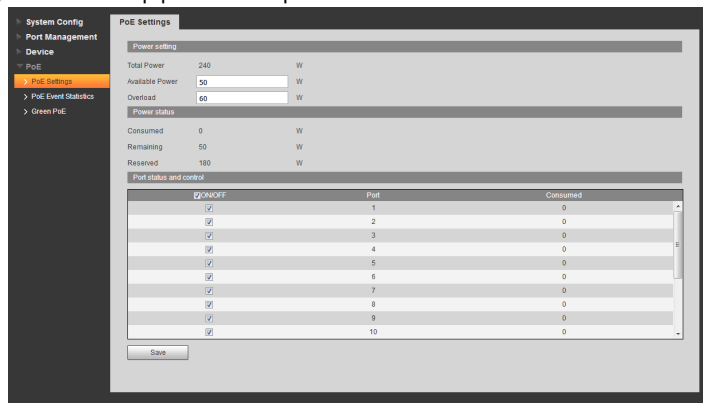 System Config
Port Management
Device
PoE
PoE Settings
PoE Event Statistics
Green PoE
PoE Settings
Power setting
Total Power 240 W
Available Power 50 W
Overload 60 W
Power status
Consumed 0 W
Remaining 50 W
Reserved 180 W
Port status and control
ON/OFF Port Consumed
1 0
2 0
3 0
4 0
5 0
6 0
7 0
8 0
9 0
10 0
Save